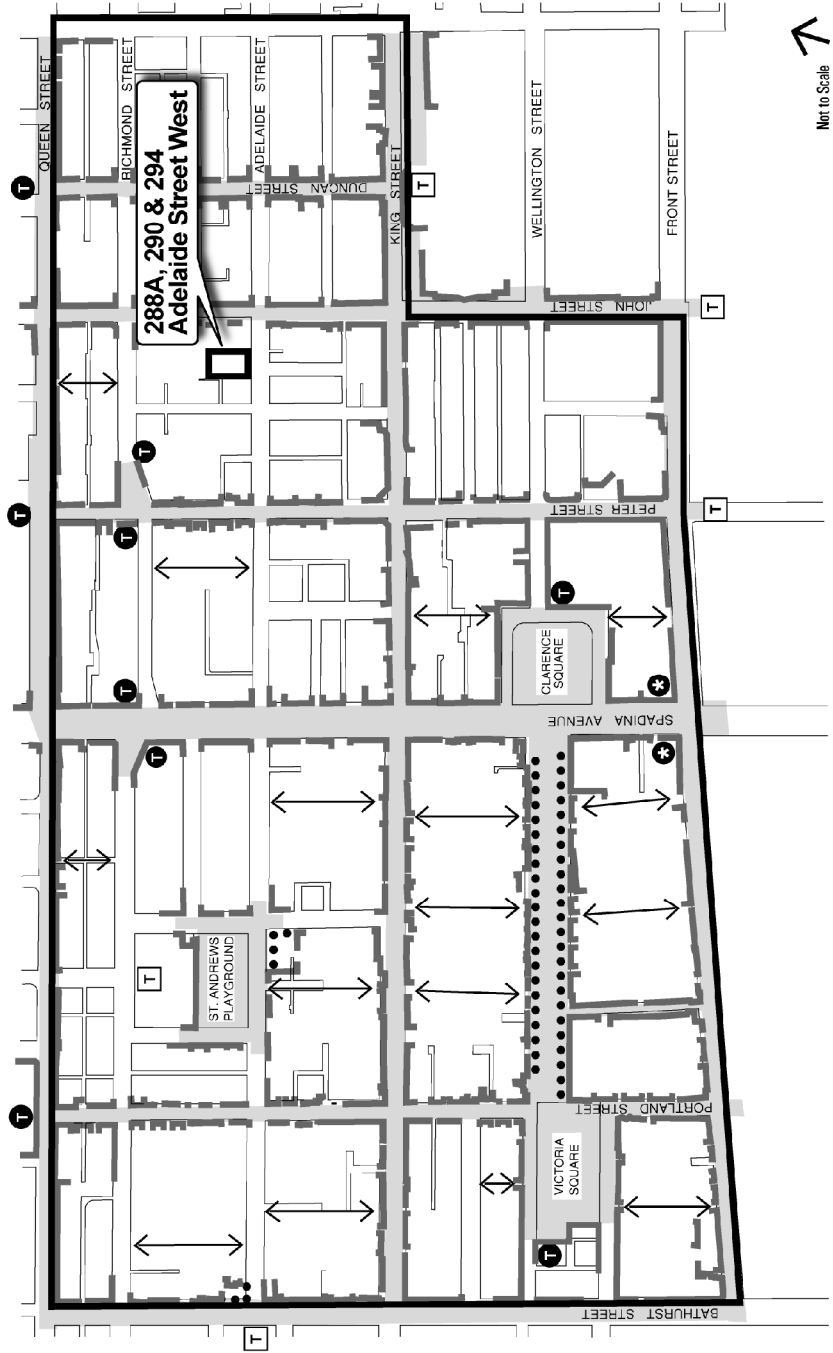 QUEEN STREET
RICHMOND STREET
ADELAIDE STREET
288A, 290 & 294
Adelaide Street West
DUNCAN STREET
KING STREET
WELLINGTON STREET
FRONT STREET
Not to Scale
JOHN STREET
PETER STREET
CLARENCE
SQUARE
SPADINA AVENUE
ST. ANDREWS
PLAYGROUND
PORTLAND STREET
VICTORIA
SQUARE
BATHURST STREET
T
T
T
T
T
T
T
T
T
T
T
T
T
T
*
*